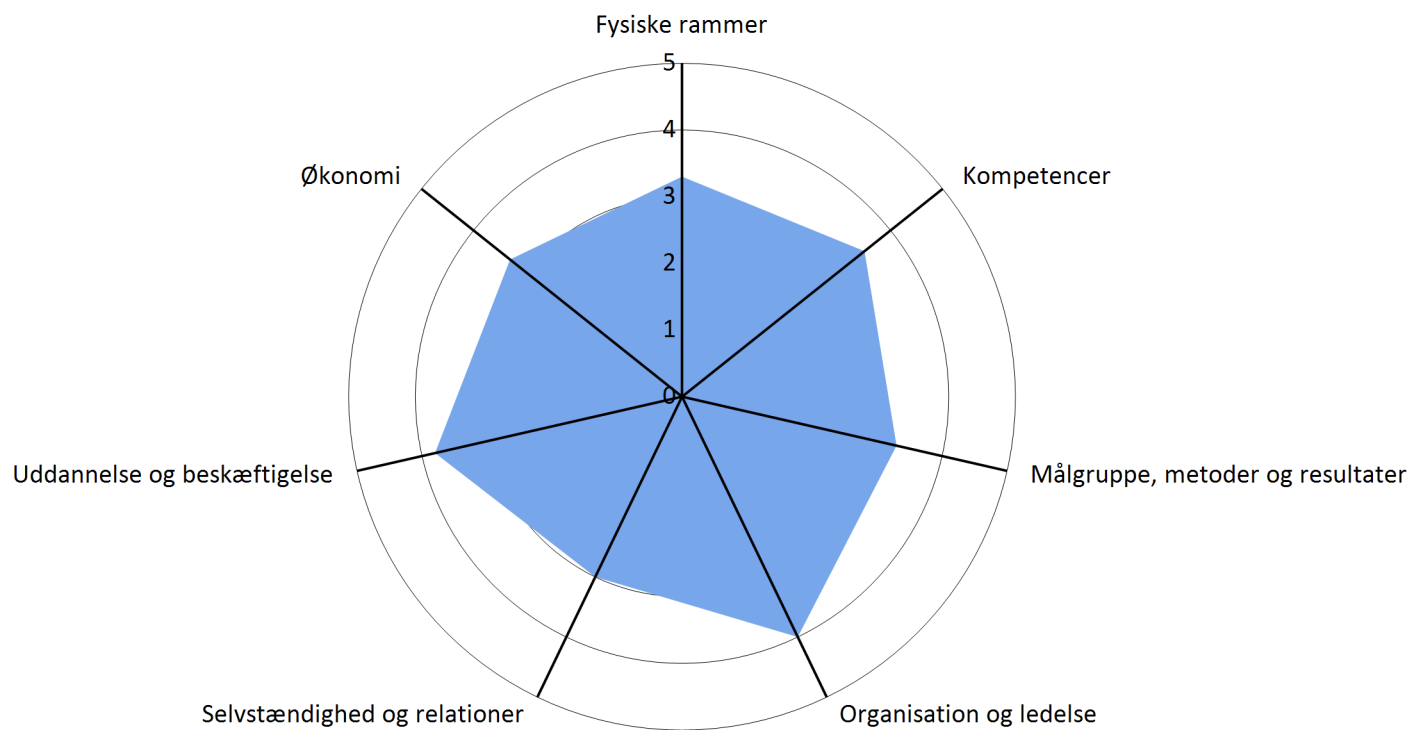 Fysiske rammer
5
4
3
2
1
0
Økonomi
Kompetencer
Uddannelse og beskæftigelse
Målgruppe, metoder og resultater
Selvstændighed og relationer
Organisation og ledelse